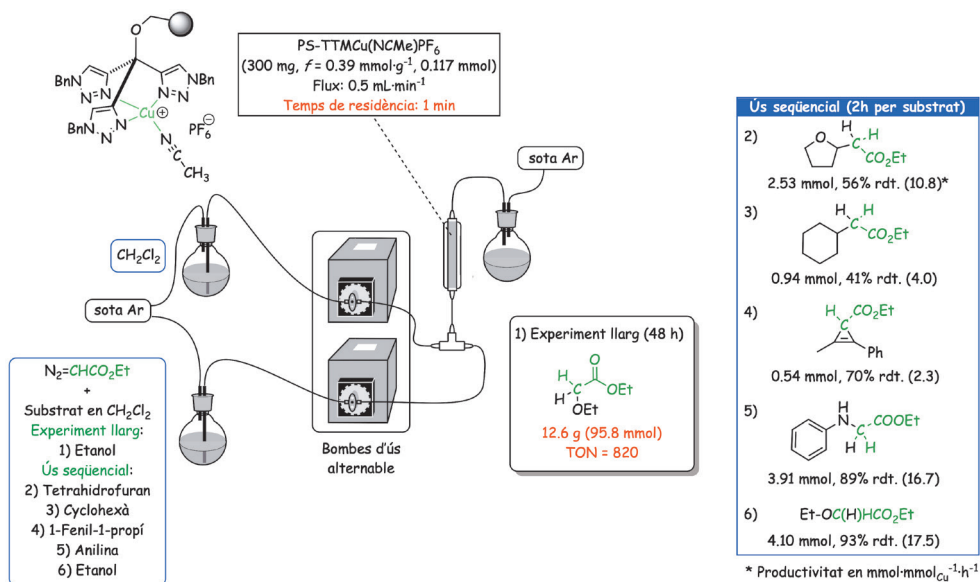 O
Bn
N
N=N
N
N=N
NBn
N
N
Bn
N
N=N
Cu
⊕
N
C
CH3
PF6⊖
PS-TTMCu(NCMe)PF6
(300 mg, f = 0.39 mmol·g-1, 0.117 mmol)
Flux: 0.5 mL·min-1
Temps de residència: 1 min
sota Ar
CH2Cl2
sota Ar
N2=CHCO2Et
+
Substrat en CH2Cl2
Experiment llarg:
1) Etanol
Ús seqüencial:
2) Tetrahidrofuran
3) Cyclohexà
4) 1-Fenil-1-propí
5) Anilina
6) Etanol
Bombes d'ús
alternable
1) Experiment llarg (48 h)
H
O
C
C
OEt
H
OEt
12.6 g (95.8 mmol)
TON = 820
Ús seqüencial (2h per substrat)
2)
O
H
H
C
CO2Et
2.53 mmol, 56% rdt. (10.8)*
3)
H
H
C
CO2Et
0.94 mmol, 41% rdt. (4.0)
4)
H
CO2Et
C
Ph
0.54 mmol, 70% rdt. (2.3)
5)
H
N
COOEt
C
H
H
3.91 mmol, 89% rdt. (16.7)
6)
Et-OC(H)HCO2Et
4.10 mmol, 93% rdt. (17.5)
* Productivitat en mmol·mmolCu-1·h-1